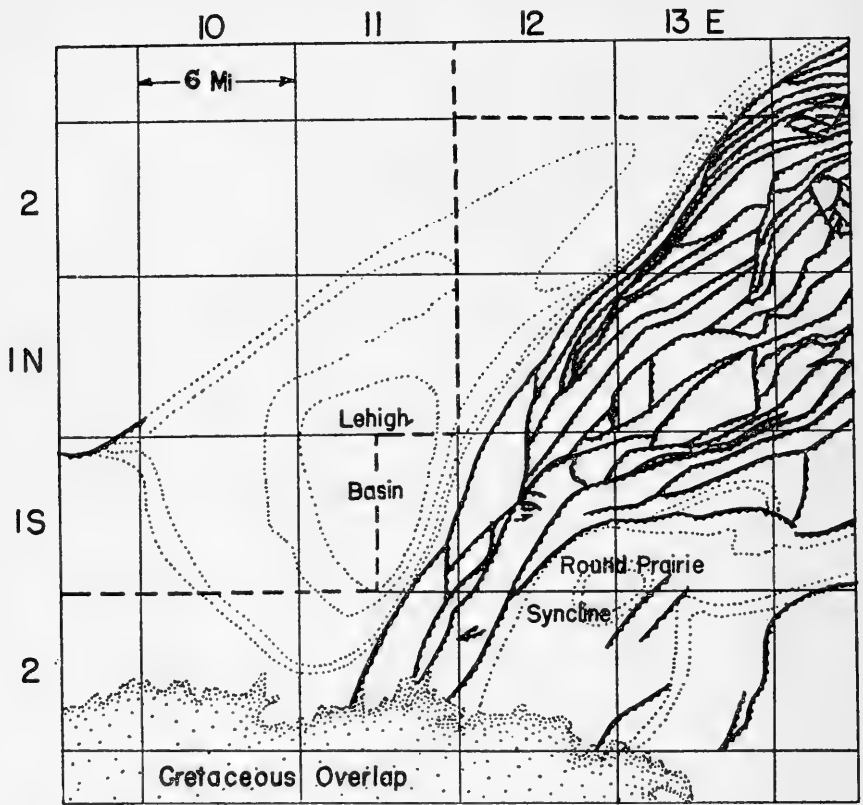 10 11 12 13 E
6 Mi
2
1N
Lehigh
Basin
1S
Round Prairie
Syncline
2
Cretaceous Overlap